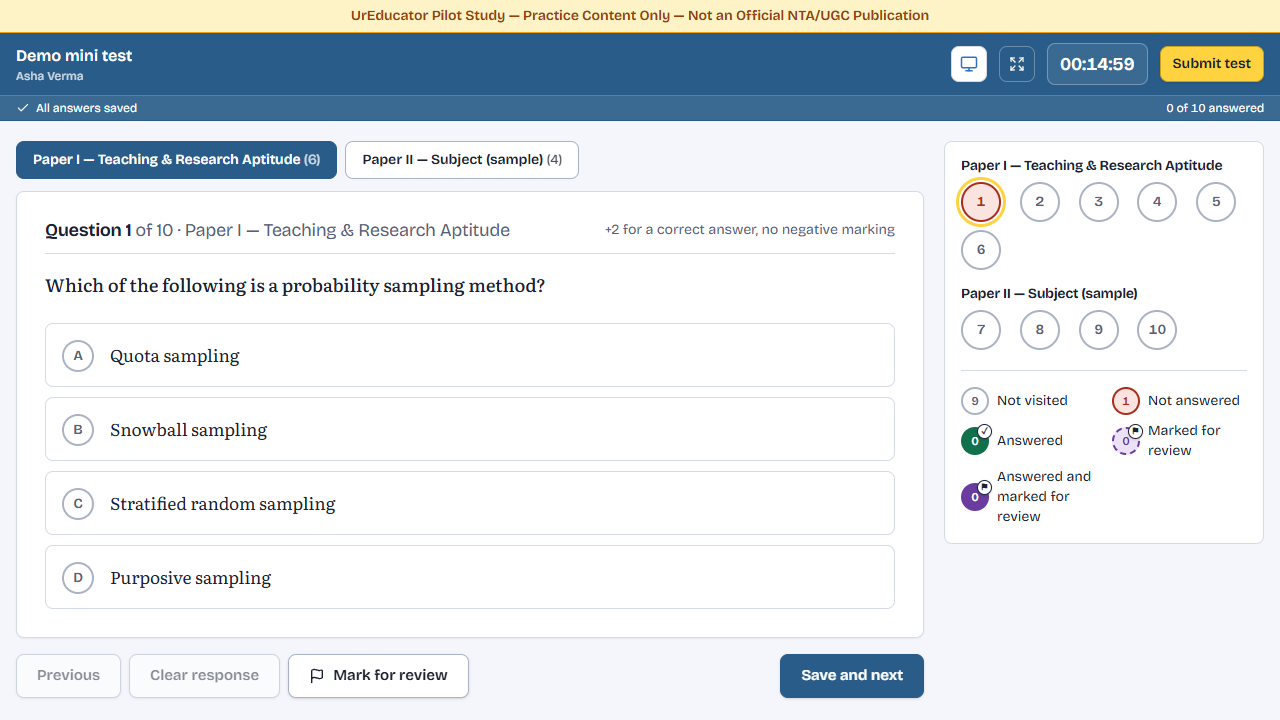 UrEducator Pilot Study — Practice Content Only — Not an Official NTA/UGC Publication
Demo mini test
Asha Verma
00:14:59
Submit test
All answers saved
0 of 10 answered
Paper I — Teaching & Research Aptitude (6)
Paper II — Subject (sample) (4)
Question 1 of 10 · Paper I — Teaching & Research Aptitude
+2 for a correct answer, no negative marking
Which of the following is a probability sampling method?
A Quota sampling
B Snowball sampling
C Stratified random sampling
D Purposive sampling
Previous
Clear response
Mark for review
Save and next
Paper I — Teaching & Research Aptitude
1 2 3 4 5
6
Paper II — Subject (sample)
7 8 9 10
9 Not visited
1 Not answered
0 Answered
0 Marked for
review
0 Answered and
marked for
review